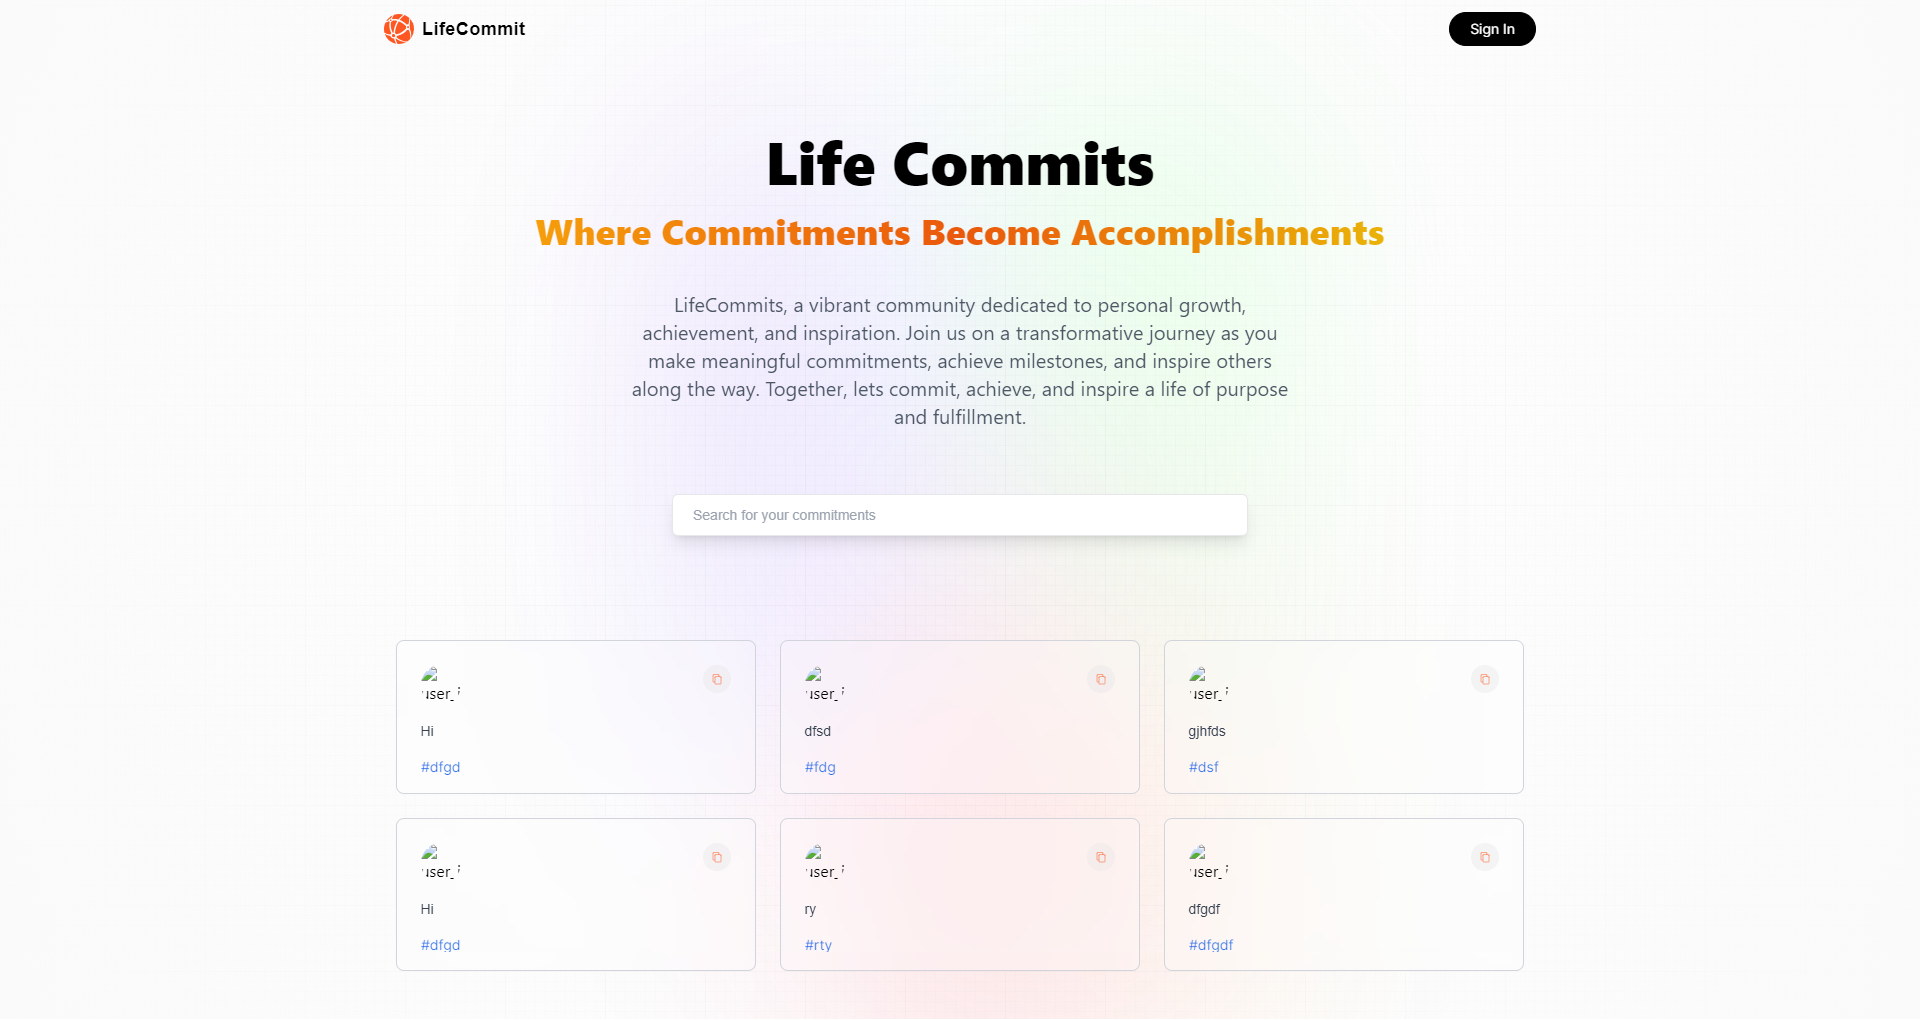 LifeCommit
Sign In
Life Commits
Where Commitments Become Accomplishments
LifeCommits, a vibrant community dedicated to personal growth,
achievement, and inspiration. Join us on a transformative journey as you
make meaningful commitments, achieve milestones, and inspire others
along the way. Together, lets commit, achieve, and inspire a life of purpose
and fulfillment.
Search for your commitments
user_i
Hi
#dfgd
user_i
dfsd
#fdg
user_i
gjhfds
#dsf
user_i
Hi
#dfgd
user_i
ry
#rty
user_i
dfgdf
#dfgdf